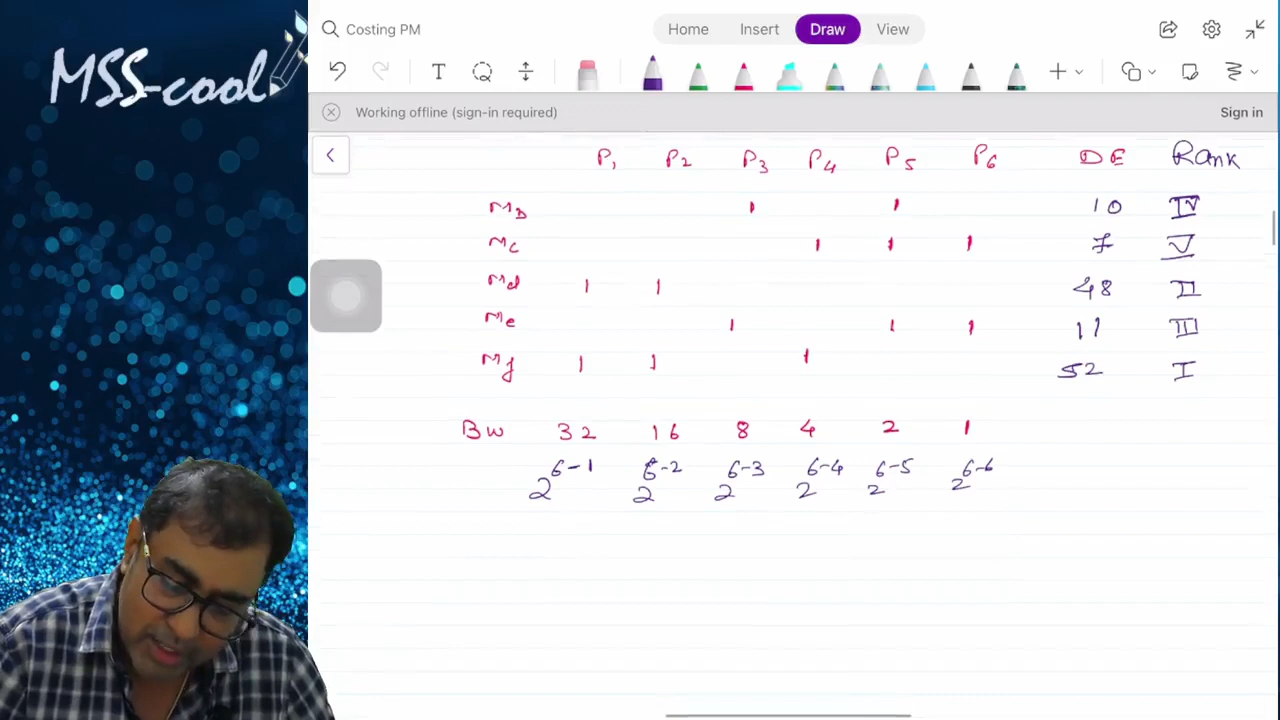 MSS-cool
Costing PM
Home Insert Draw View
Working offline (sign-in required) Sign in
P1 P2 P3 P4 P5 P6 DE Rank
MD 1 1 10 IV
Mc 1 1 1 7 V
Md 1 1 48 II
Me 1 1 1 11 III
Mf 1 1 1 52 I
BW 32 16 8 4 2 1
2^6-1 2^6-2 2^6-3 2^6-4 2^6-5 2^6-6